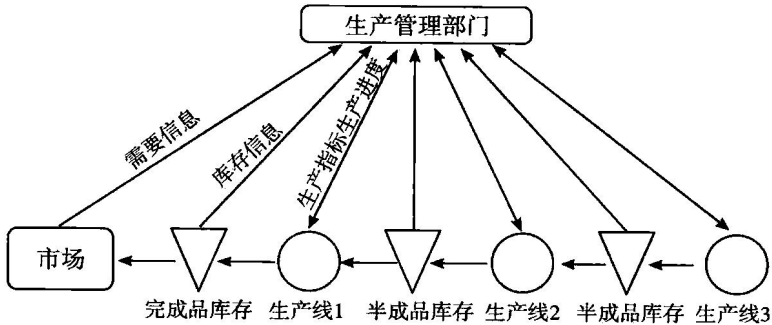 生产管理部门
需要信息
库存信息
生产指标生产进度
市场
完成品库存
生产线1
半成品库存
生产线2
半成品库存
生产线3